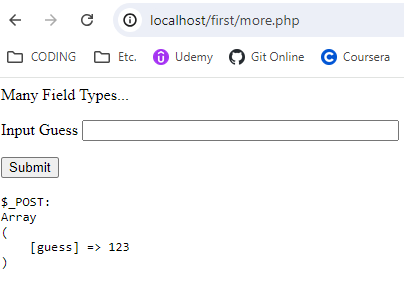 localhost/first/more.php
CODING Etc. Udemy Git Online Coursera
Many Field Types...
Input Guess
Submit
$_POST:
Array
(
    [guess] => 123
)